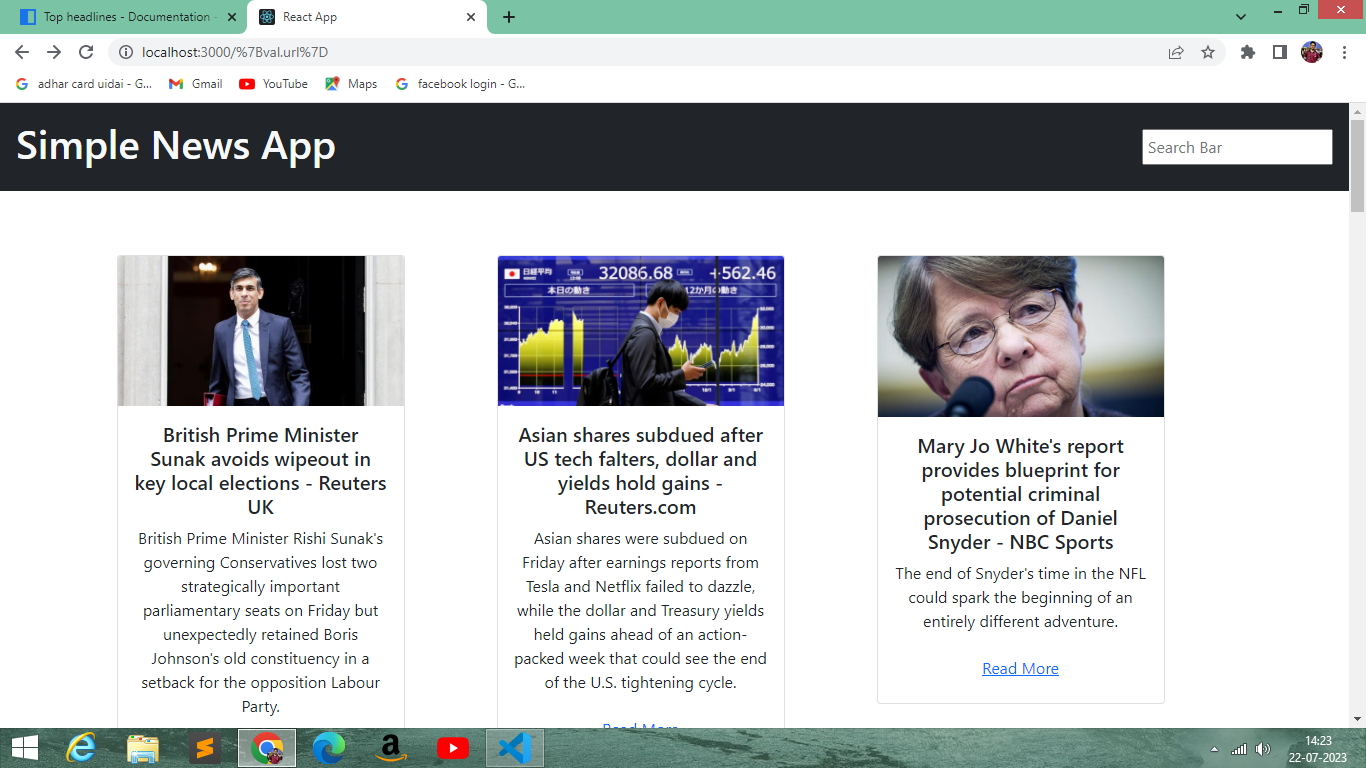 Top headlines - Documentation -
React App
localhost:3000/%7Bval.url%7D
adhar card uidai - G...
Gmail
YouTube
Maps
facebook login - G...
Simple News App
Search Bar
32086.68
+562.46
日経平均
本日の動き
12か月の動き
British Prime Minister
Sunak avoids wipeout in
key local elections - Reuters
UK
British Prime Minister Rishi Sunak's
governing Conservatives lost two
strategically important
parliamentary seats on Friday but
unexpectedly retained Boris
Johnson's old constituency in a
setback for the opposition Labour
Party.
Asian shares subdued after
US tech falters, dollar and
yields hold gains -
Reuters.com
Asian shares were subdued on
Friday after earnings reports from
Tesla and Netflix failed to dazzle,
while the dollar and Treasury yields
held gains ahead of an action-
packed week that could see the end
of the U.S. tightening cycle.
Read More
Mary Jo White's report
provides blueprint for
potential criminal
prosecution of Daniel
Snyder - NBC Sports
The end of Snyder's time in the NFL
could spark the beginning of an
entirely different adventure.
Read More
14:23
22-07-2023